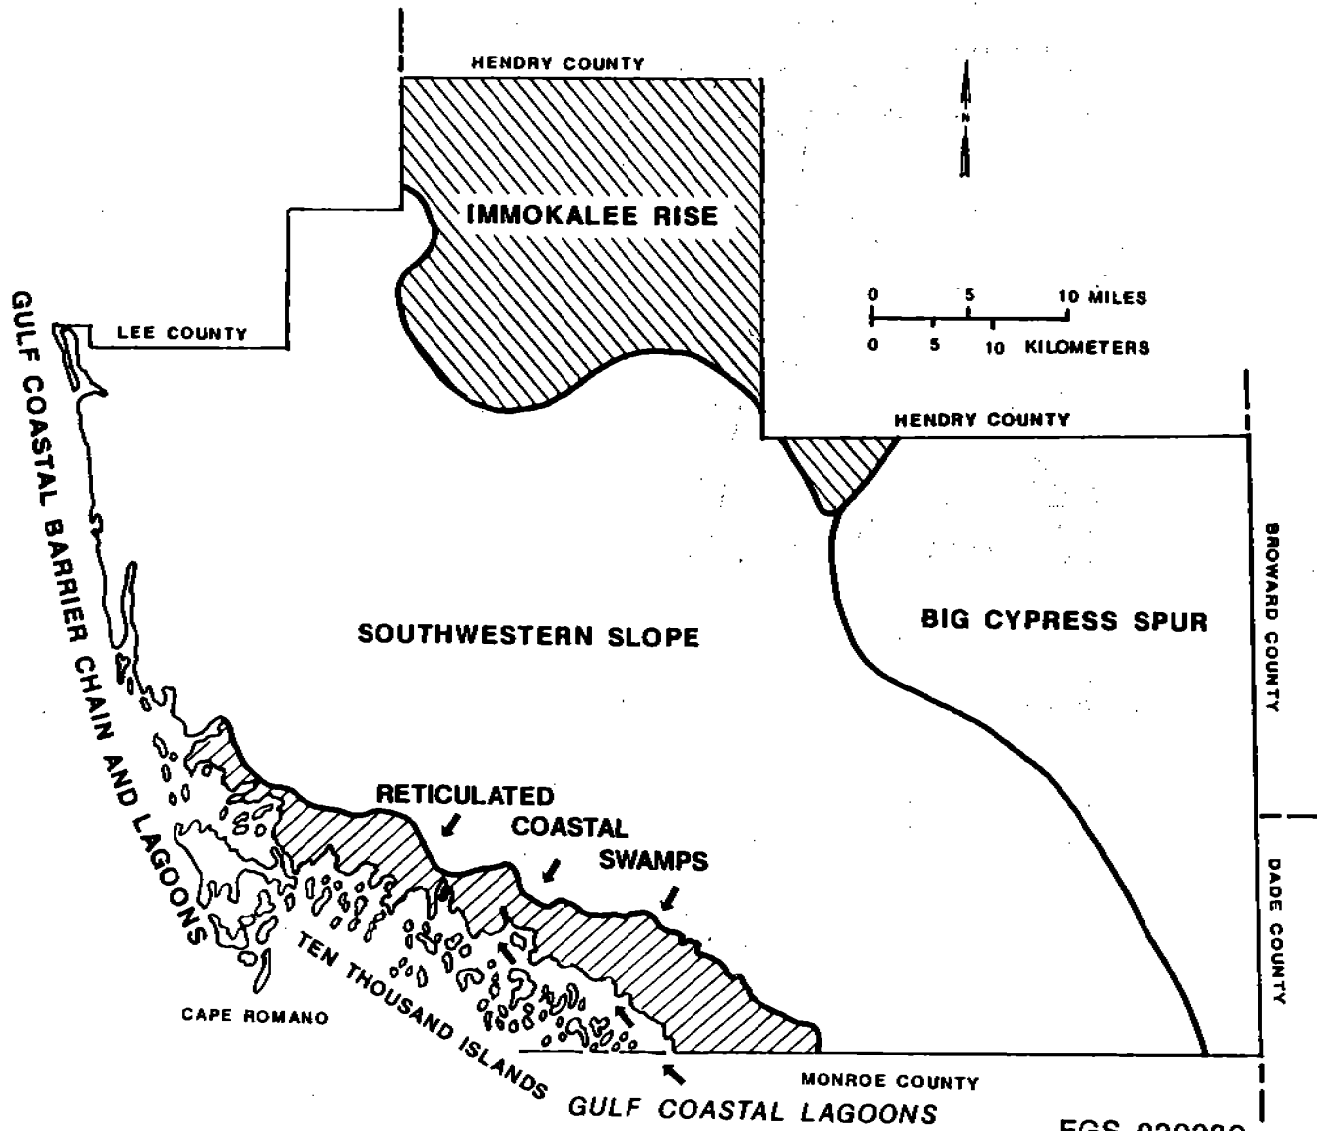 HENDRY COUNTY
N
IMMOKALEE RISE
0 5 10 MILES
0 5 10 KILOMETERS
LEE COUNTY
HENDRY COUNTY
GULF COASTAL BARRIER CHAIN AND LAGOONS
BROWARD COUNTY
BIG CYPRESS SPUR
SOUTHWESTERN SLOPE
RETICULATED
COASTAL
SWAMPS
DADE COUNTY
TEN THOUSAND ISLANDS
CAPE ROMANO
MONROE COUNTY
GULF COASTAL LAGOONS